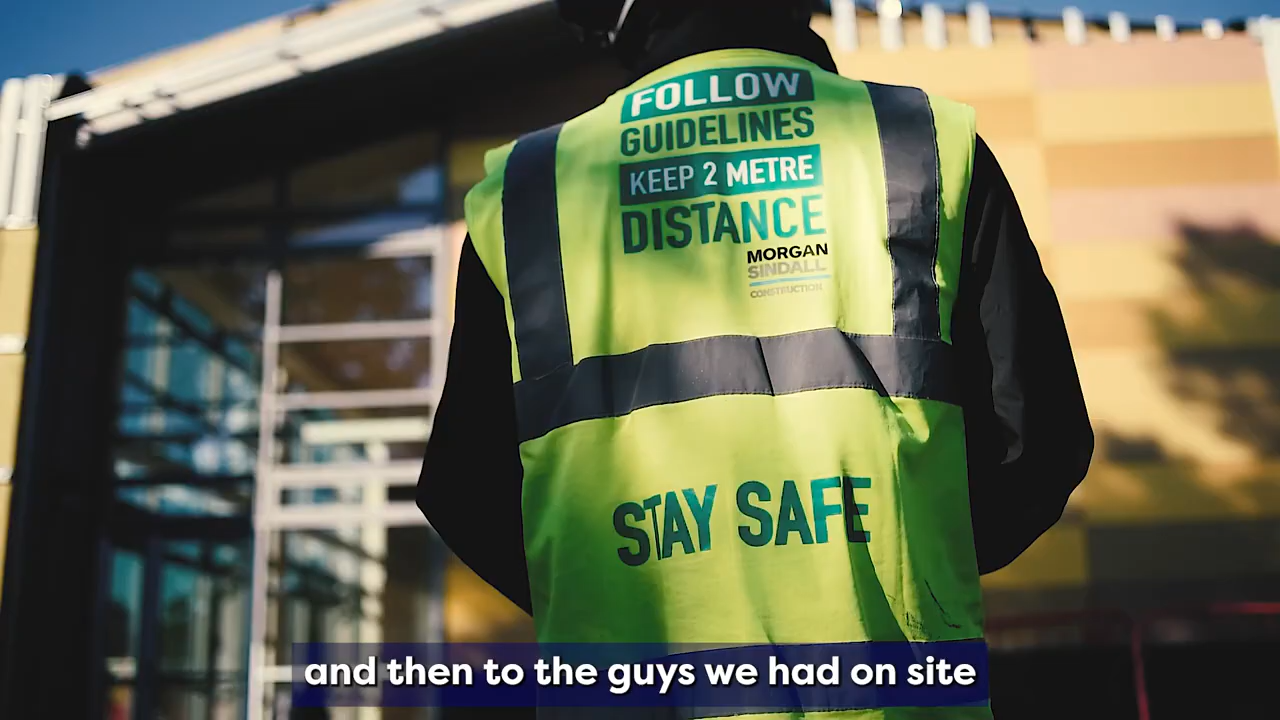 FOLLOW
GUIDELINES
KEEP 2 METRE
DISTANCE
MORGAN
SINDALL
CONSTRUCTION
STAY SAFE
and then to the guys we had on site